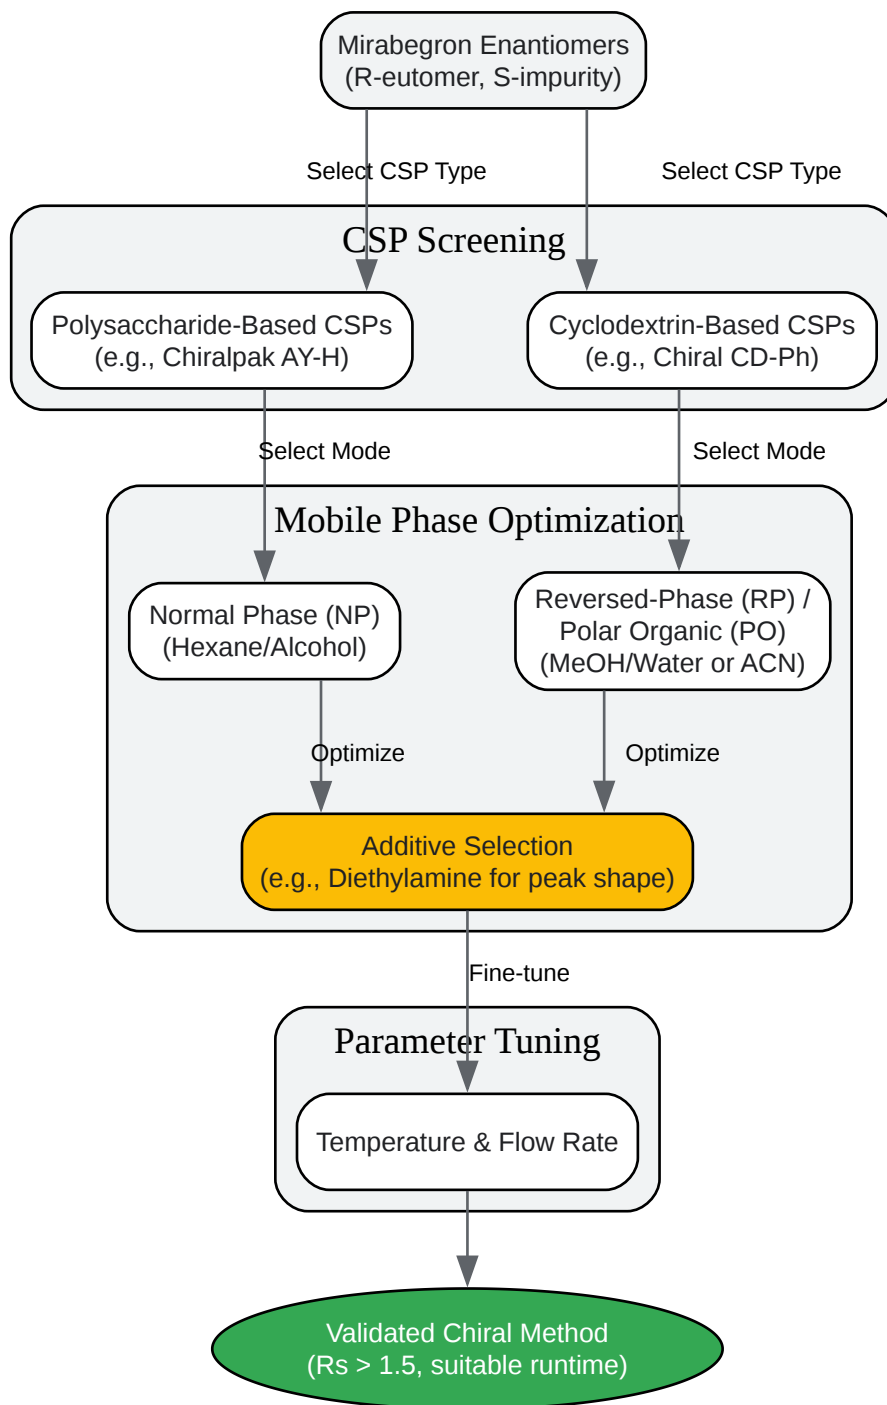 Mirabegron Enantiomers
(R-eutomer, S-impurity)
Select CSP Type
Select CSP Type
CSP Screening
Polysaccharide-Based CSPs
(e.g., Chiralpak AY-H)
Cyclodextrin-Based CSPs
(e.g., Chiral CD-Ph)
Select Mode
Select Mode
Mobile Phase Optimization
Normal Phase (NP)
(Hexane/Alcohol)
Reversed-Phase (RP) /
Polar Organic (PO)
(MeOH/Water or ACN)
Optimize
Optimize
Additive Selection
(e.g., Diethylamine for peak shape)
Fine-tune
Parameter Tuning
Temperature & Flow Rate
Validated Chiral Method
(Rs > 1.5, suitable runtime)